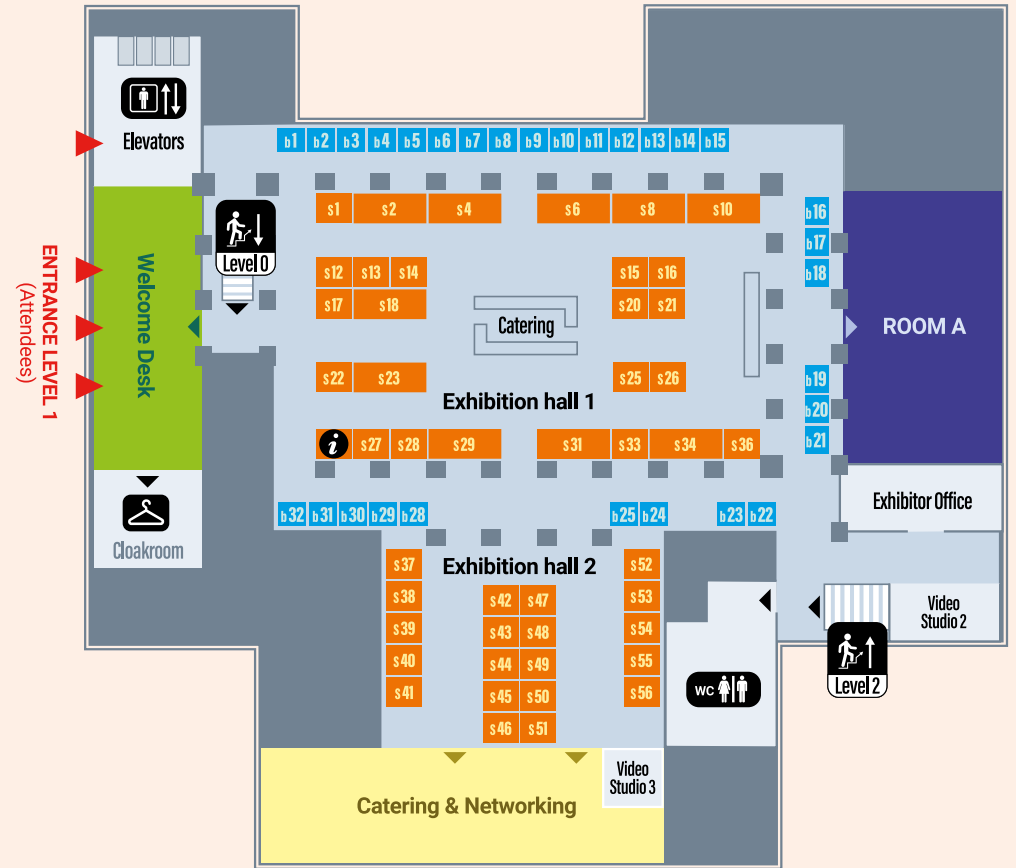 Elevators
b1 b2 b3 b4 b5 b6 b7 b8 b9 b10 b11 b12 b13 b14 b15
s1 s2 s4 s6 s8 s10
b16
b17
b18
Level 0
ENTRANCE LEVEL 1
(Attendees)
Welcome Desk
s12 s13 s14 s15 s16
s17 s18 s20 s21
Catering
ROOM A
s22 s23 s25 s26
b19
b20
b21
Exhibition hall 1
i s27 s28 s29 s31 s33 s34 s36
Cloakroom
Exhibitor Office
b32 b31 b30 b29 b28 b25 b24 b23 b22
Exhibition hall 2
s37
s38
s39
s40
s41
s42 s47
s43 s48
s44 s49
s45 s50
s46 s51
s52
s53
s54
s55
s56
Video
Studio 2
Level 2
WC
Video
Studio 3
Catering & Networking